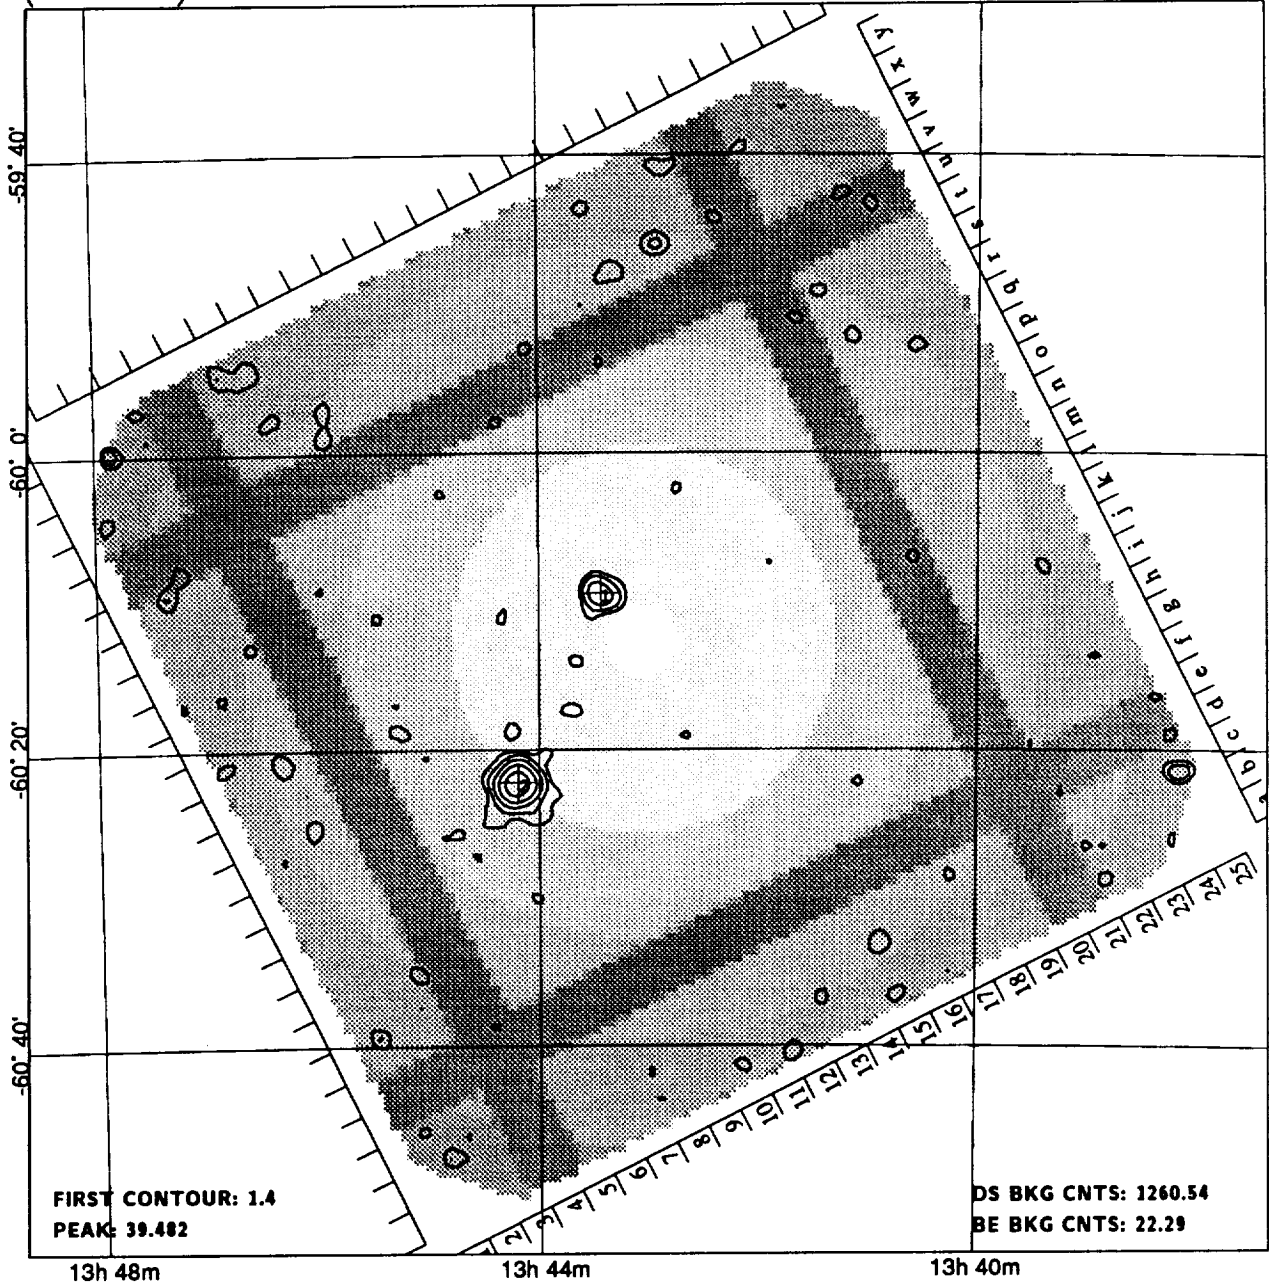 y|x|w|v|u|t|s|r|q|p|o|n|m|l|k|j|i|h|g|f|e|d|c|b|a
-59° 40'
-60° 0'
-60° 20'
-60° 40'
1 2 3 4 5 6 7 8 9 10 11 12 13 14 15 16 17 18 19 20 21 22 23 24 25
FIRST CONTOUR: 1.4
PEAK: 39.482
DS BKG CNTS: 1260.54
BE BKG CNTS: 22.29
13h 48m
13h 44m
13h 40m